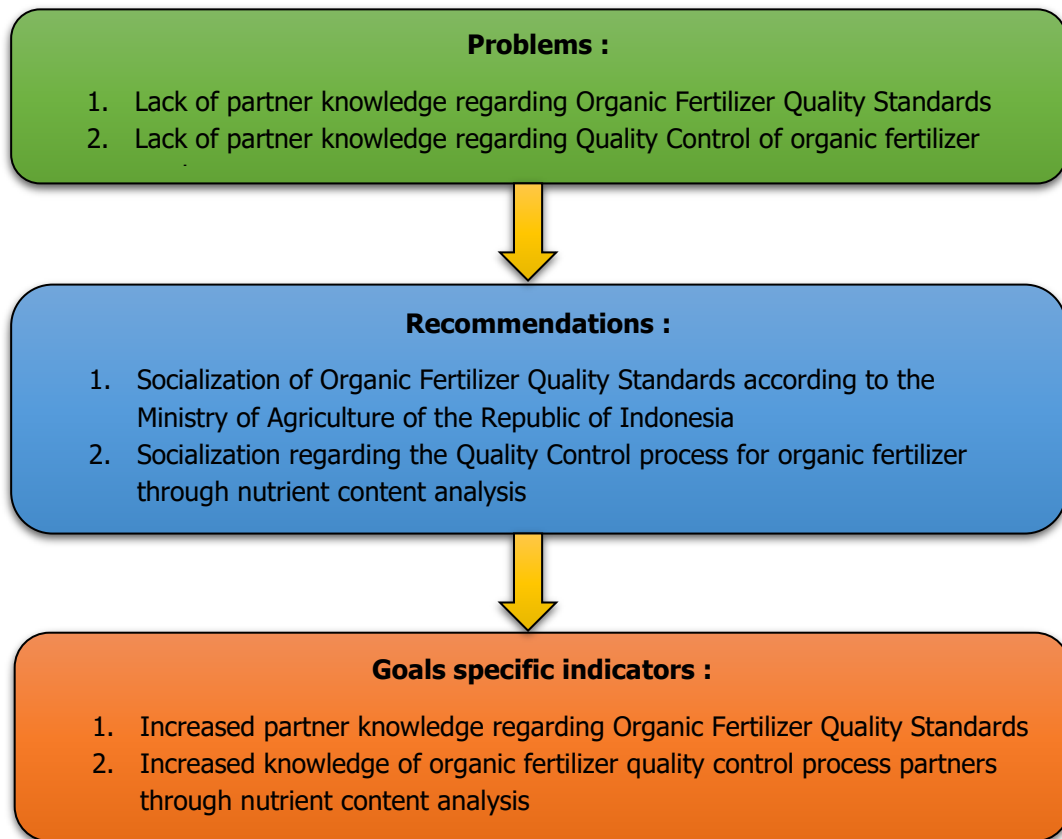 Problems :
1. Lack of partner knowledge regarding Organic Fertilizer Quality Standards
2. Lack of partner knowledge regarding Quality Control of organic fertilizer
Recommendations :
1. Socialization of Organic Fertilizer Quality Standards according to the
Ministry of Agriculture of the Republic of Indonesia
2. Socialization regarding the Quality Control process for organic fertilizer
through nutrient content analysis
Goals specific indicators :
1. Increased partner knowledge regarding Organic Fertilizer Quality Standards
2. Increased knowledge of organic fertilizer quality control process partners
through nutrient content analysis